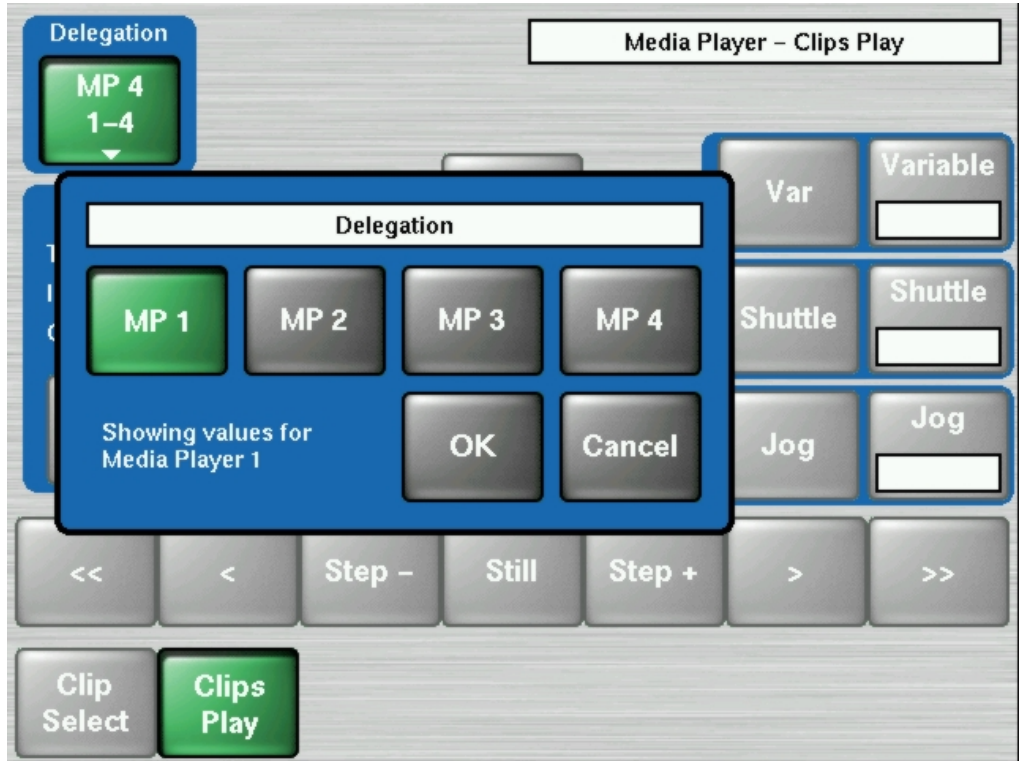 Delegation
MP 4
1–4
Media Player – Clips Play
Var
Variable
Delegation
MP 1
MP 2
MP 3
MP 4
Shuttle
Shuttle
Showing values for
Media Player 1
OK
Cancel
Jog
Jog
<<
<
Step –
Still
Step +
>
>>
Clip
Select
Clips
Play